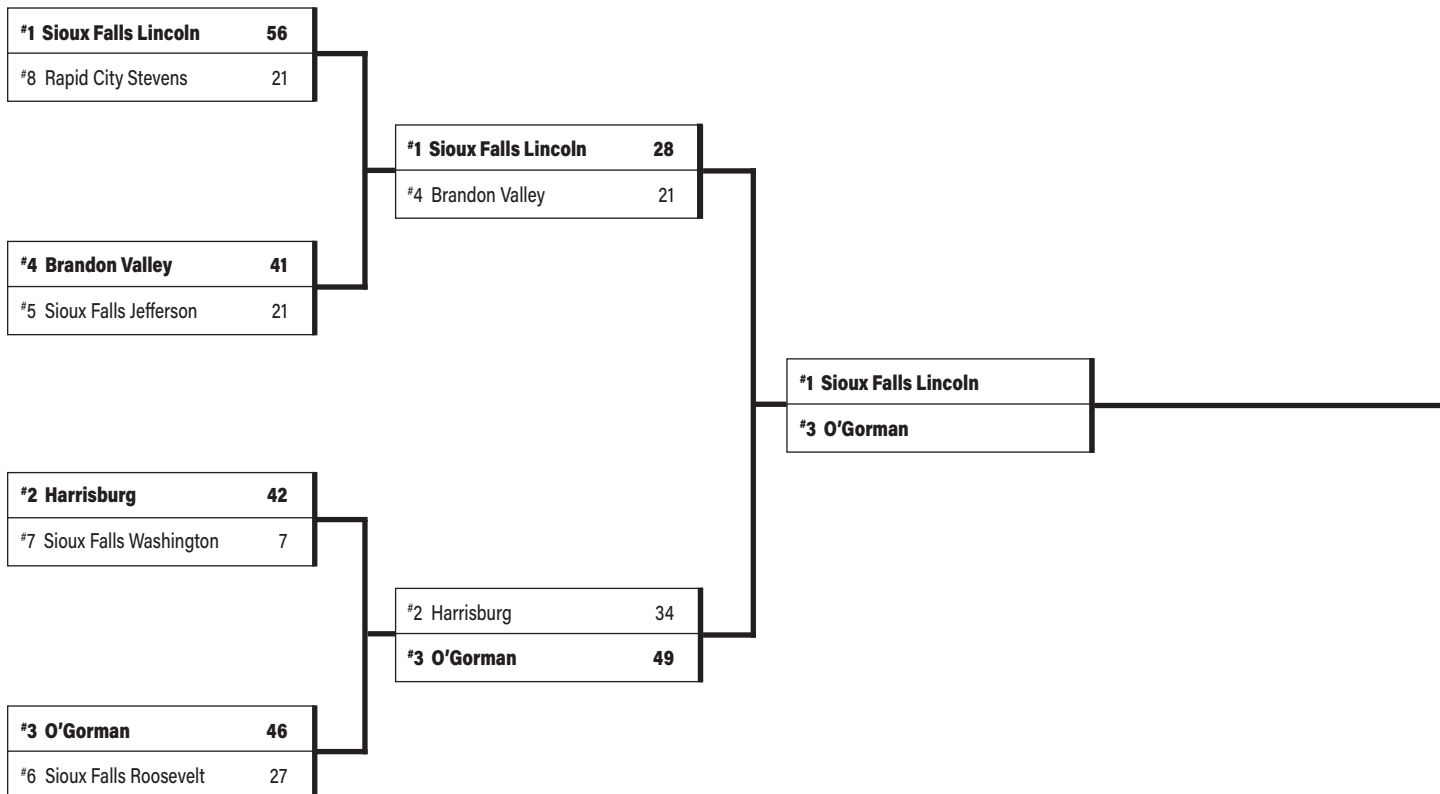 #1 Sioux Falls Lincoln 56
#8 Rapid City Stevens 21
#4 Brandon Valley 41
#5 Sioux Falls Jefferson 21
#2 Harrisburg 42
#7 Sioux Falls Washington 7
#3 O'Gorman 46
#6 Sioux Falls Roosevelt 27
#1 Sioux Falls Lincoln 28
#4 Brandon Valley 21
#2 Harrisburg 34
#3 O'Gorman 49
#1 Sioux Falls Lincoln
#3 O'Gorman